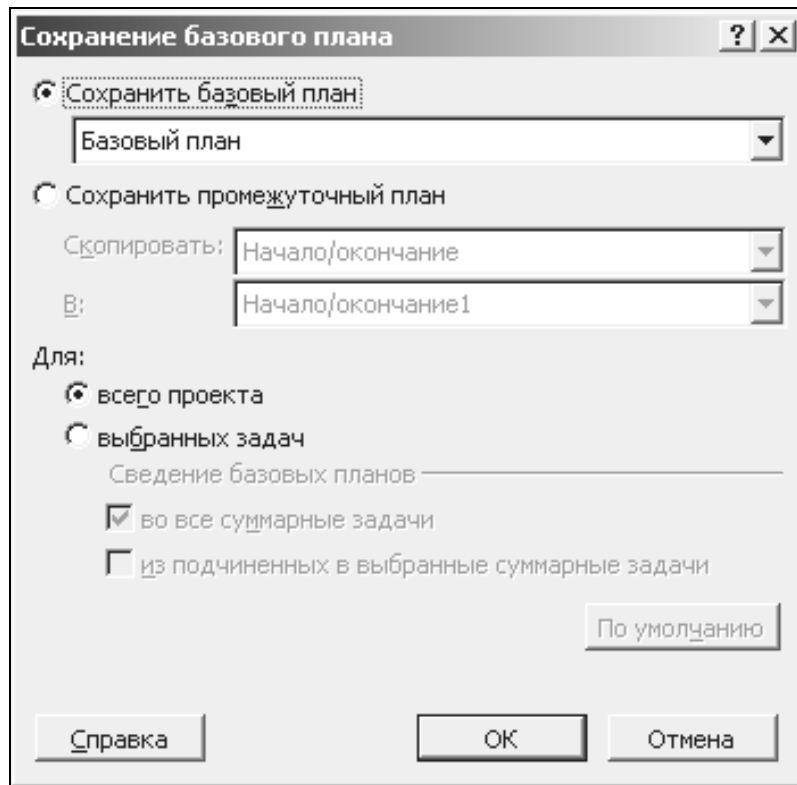 Сохранение базового плана
Сохранить базовый план
Базовый план
Сохранить промежуточный план
Скопировать: Начало/окончание
В: Начало/окончание1
Для:
всего проекта
выбранных задач
Сведение базовых планов
во все суммарные задачи
из подчиненных в выбранные суммарные задачи
По умолчанию
Справка ОК Отмена